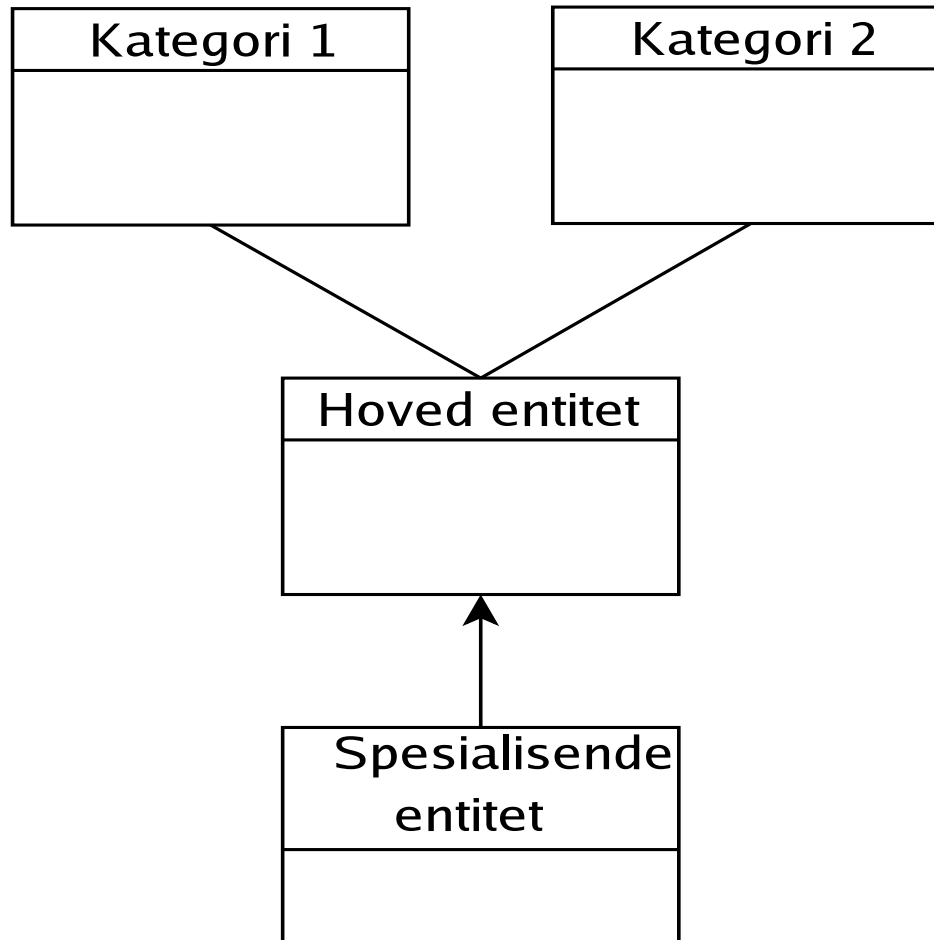 Kategori 1
Kategori 2
Hoved entitet
Spesialisende
entitet